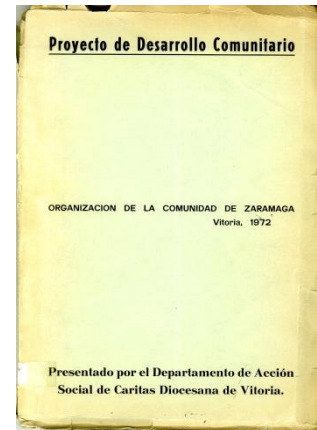 Proyecto de Desarrollo Comunitario
ORGANIZACION DE LA COMUNIDAD DE ZARAMAGA
Vitoria, 1972
Presentado por el Departamento de Acción
Social de Caritas Diocesana de Vitoria.